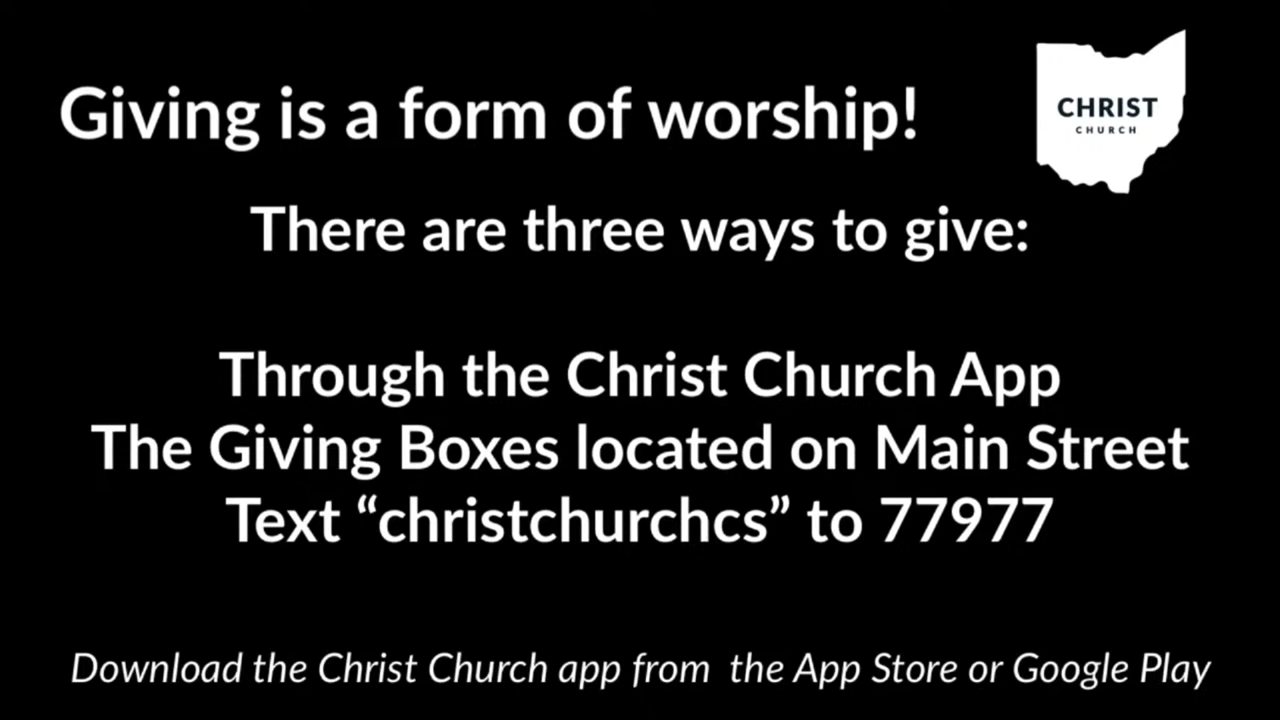 Giving is a form of worship!
CHRIST
CHURCH
There are three ways to give:
Through the Christ Church App
The Giving Boxes located on Main Street
Text “christchurchcs” to 77977
Download the Christ Church app from the App Store or Google Play